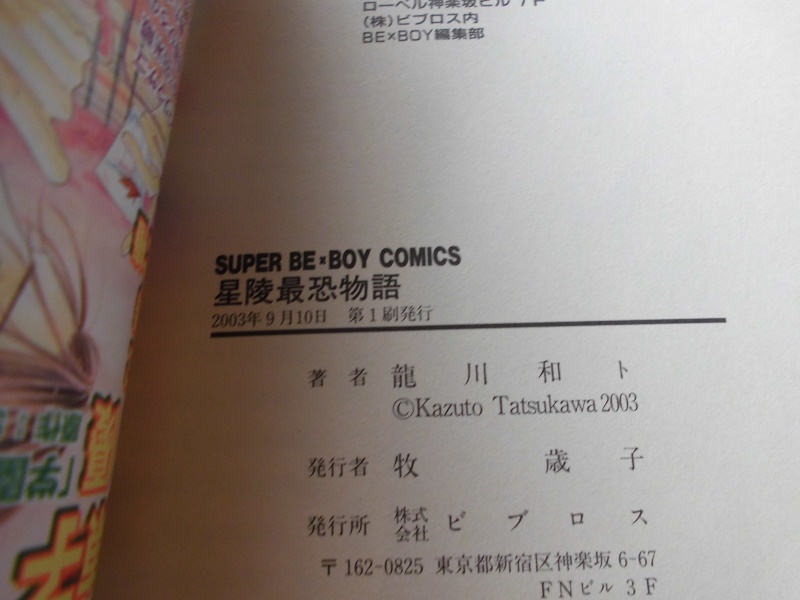 ローベル神楽坂ビル7F
(株)ビブロス内
BE×BOY編集部
SUPER BE×BOY COMICS
星陵最恐物語
2003年9月10日 第1刷発行
著者 龍川和ト
©Kazuto Tatsukawa 2003
発行者 牧 歳子
発行所 株式会社 ビブロス
〒162-0825 東京都新宿区神楽坂6-67
FNビル 3F